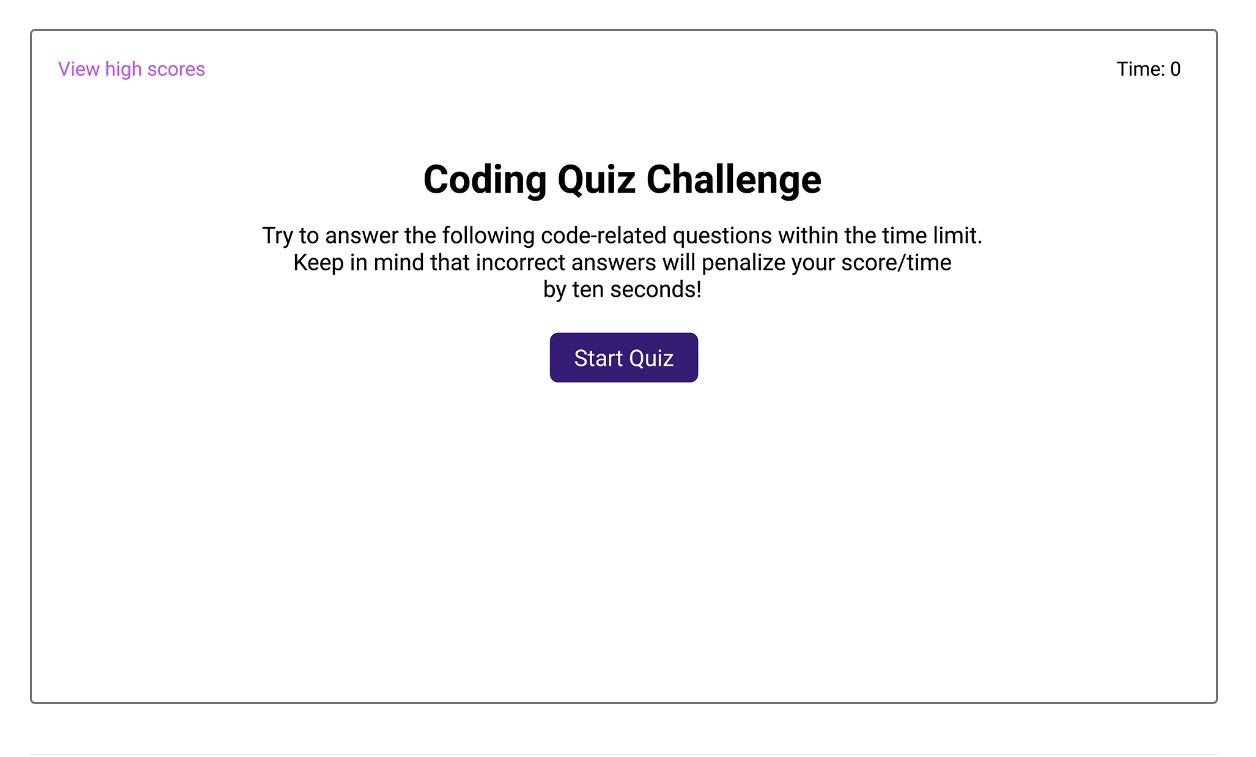 View high scores
Time: 0
Coding Quiz Challenge
Try to answer the following code-related questions within the time limit.
Keep in mind that incorrect answers will penalize your score/time
by ten seconds!
Start Quiz